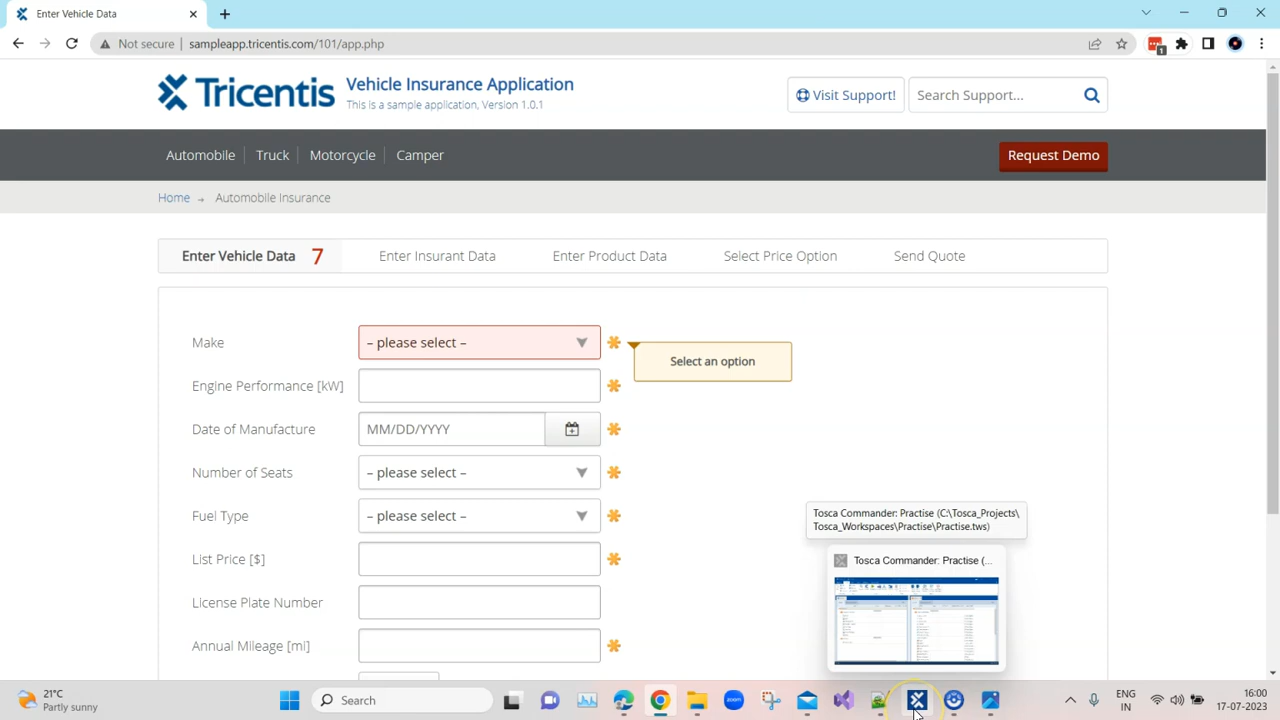 Enter Vehicle Data
Not secure
sampleapp.tricentis.com/101/app.php
1
Tricentis
Vehicle Insurance Application
This is a sample application, Version 1.0.1
Visit Support!
Search Support...
Automobile
Truck
Motorcycle
Camper
Request Demo
Home → Automobile Insurance
Enter Vehicle Data 7
Enter Insurant Data
Enter Product Data
Select Price Option
Send Quote
Make
– please select –
Select an option
Engine Performance [kW]
Date of Manufacture
MM/DD/YYYY
Number of Seats
– please select –
Fuel Type
– please select –
List Price [$]
License Plate Number
Annual Mileage [mi]
Tosca Commander: Practise (C:\Tosca_Projects\
Tosca_Workspaces\Practise\Practise.tws)
Tosca Commander: Practise (...
21°C
Partly sunny
Search
ENG
IN
16:00
17-07-2023